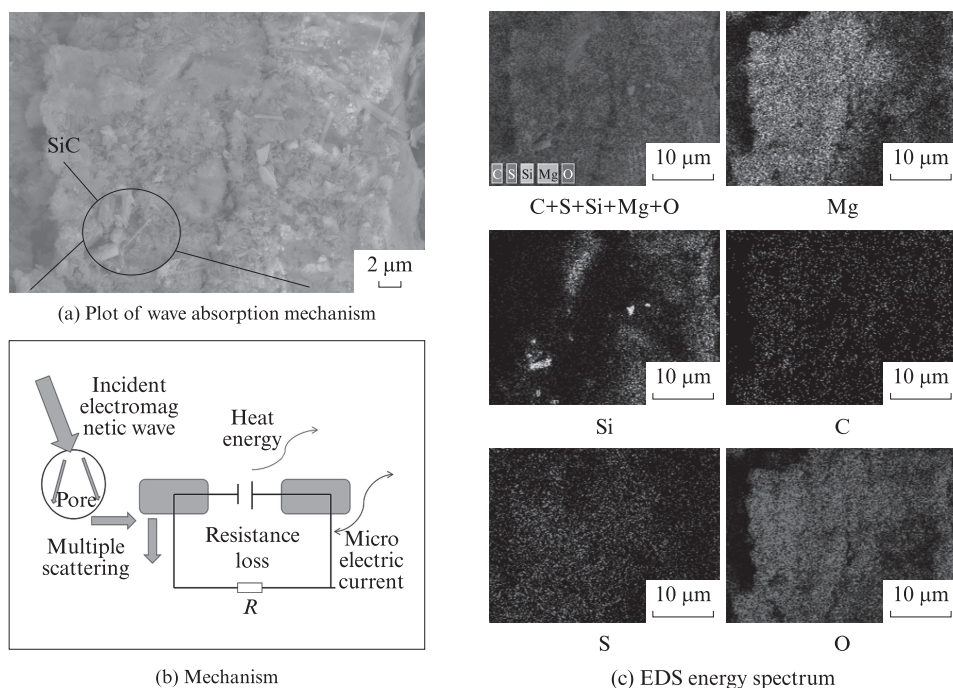 SiC
2 μm
(a) Plot of wave absorption mechanism
Incident
electromag
netic wave
Heat
energy
Pore
Multiple
scattering
Resistance
loss
Micro
electric
current
R
(b) Mechanism
C S Si Mg O
10 μm
C+S+Si+Mg+O
10 μm
Mg
10 μm
Si
10 μm
C
10 μm
S
10 μm
O
(c) EDS energy spectrum